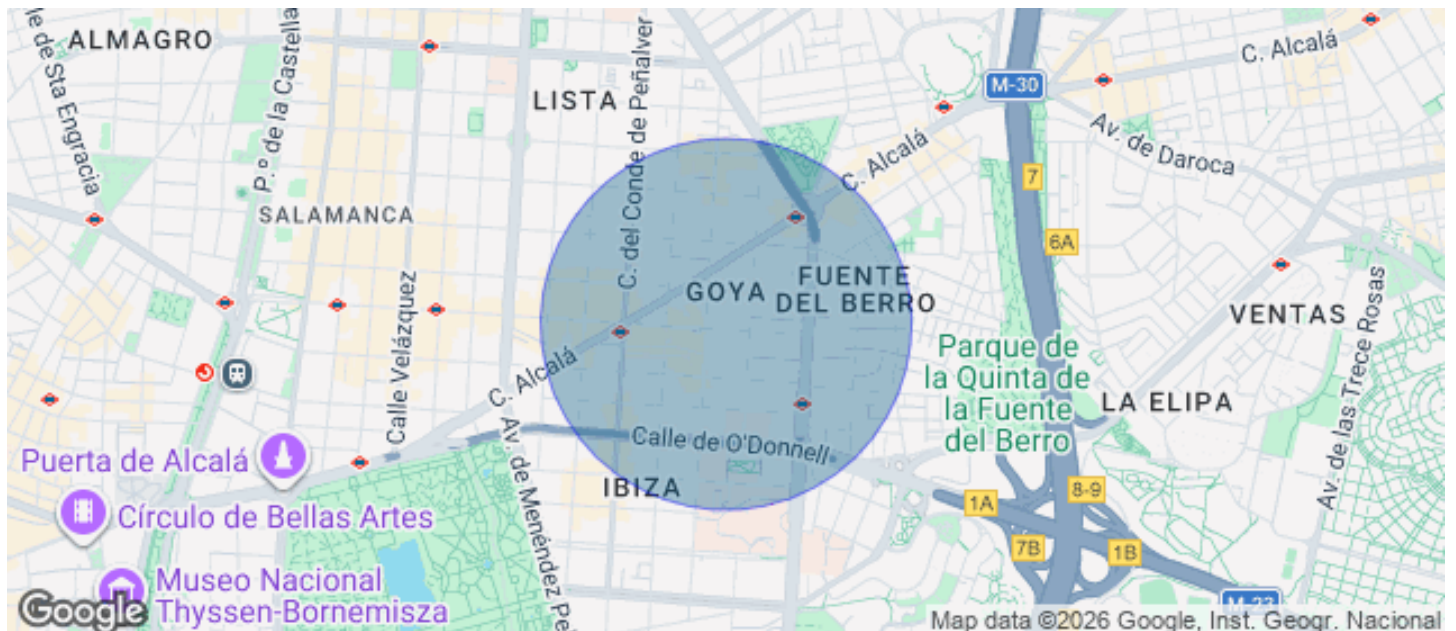 ALMAGRO
lle de Sta Engracia
P.º de la Castella
LISTA
C. del Conde de Peñalver
M-30
C. Alcalá
Av. de Daroca
7
C. Alcalá
SALAMANCA
6A
Calle Velázquez
GOYA
FUENTE
DEL BERRO
VENTAS
Av. de las Trece Rosas
C. Alcalá
Parque de
la Quinta de
la Fuente
del Berro
LA ELIPA
Calle de O'Donnell
Puerta de Alcalá
Av. de Menéndez Pe
IBIZA
1A
8-9
Círculo de Bellas Artes
7B
1B
Museo Nacional
Thyssen-Bornemisza
M-23
Google
Map data ©2026 Google, Inst. Geogr. Nacional